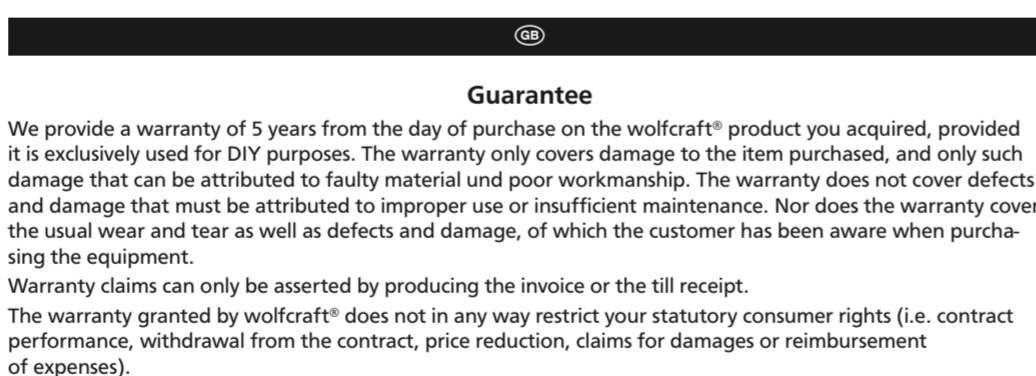 GB
Guarantee
We provide a warranty of 5 years from the day of purchase on the wolfcraft® product you acquired, provided
it is exclusively used for DIY purposes. The warranty only covers damage to the item purchased, and only such
damage that can be attributed to faulty material und poor workmanship. The warranty does not cover defects
and damage that must be attributed to improper use or insufficient maintenance. Nor does the warranty cover
the usual wear and tear as well as defects and damage, of which the customer has been aware when purcha-
sing the equipment.
Warranty claims can only be asserted by producing the invoice or the till receipt.
The warranty granted by wolfcraft® does not in any way restrict your statutory consumer rights (i.e. contract
performance, withdrawal from the contract, price reduction, claims for damages or reimbursement
of expenses).